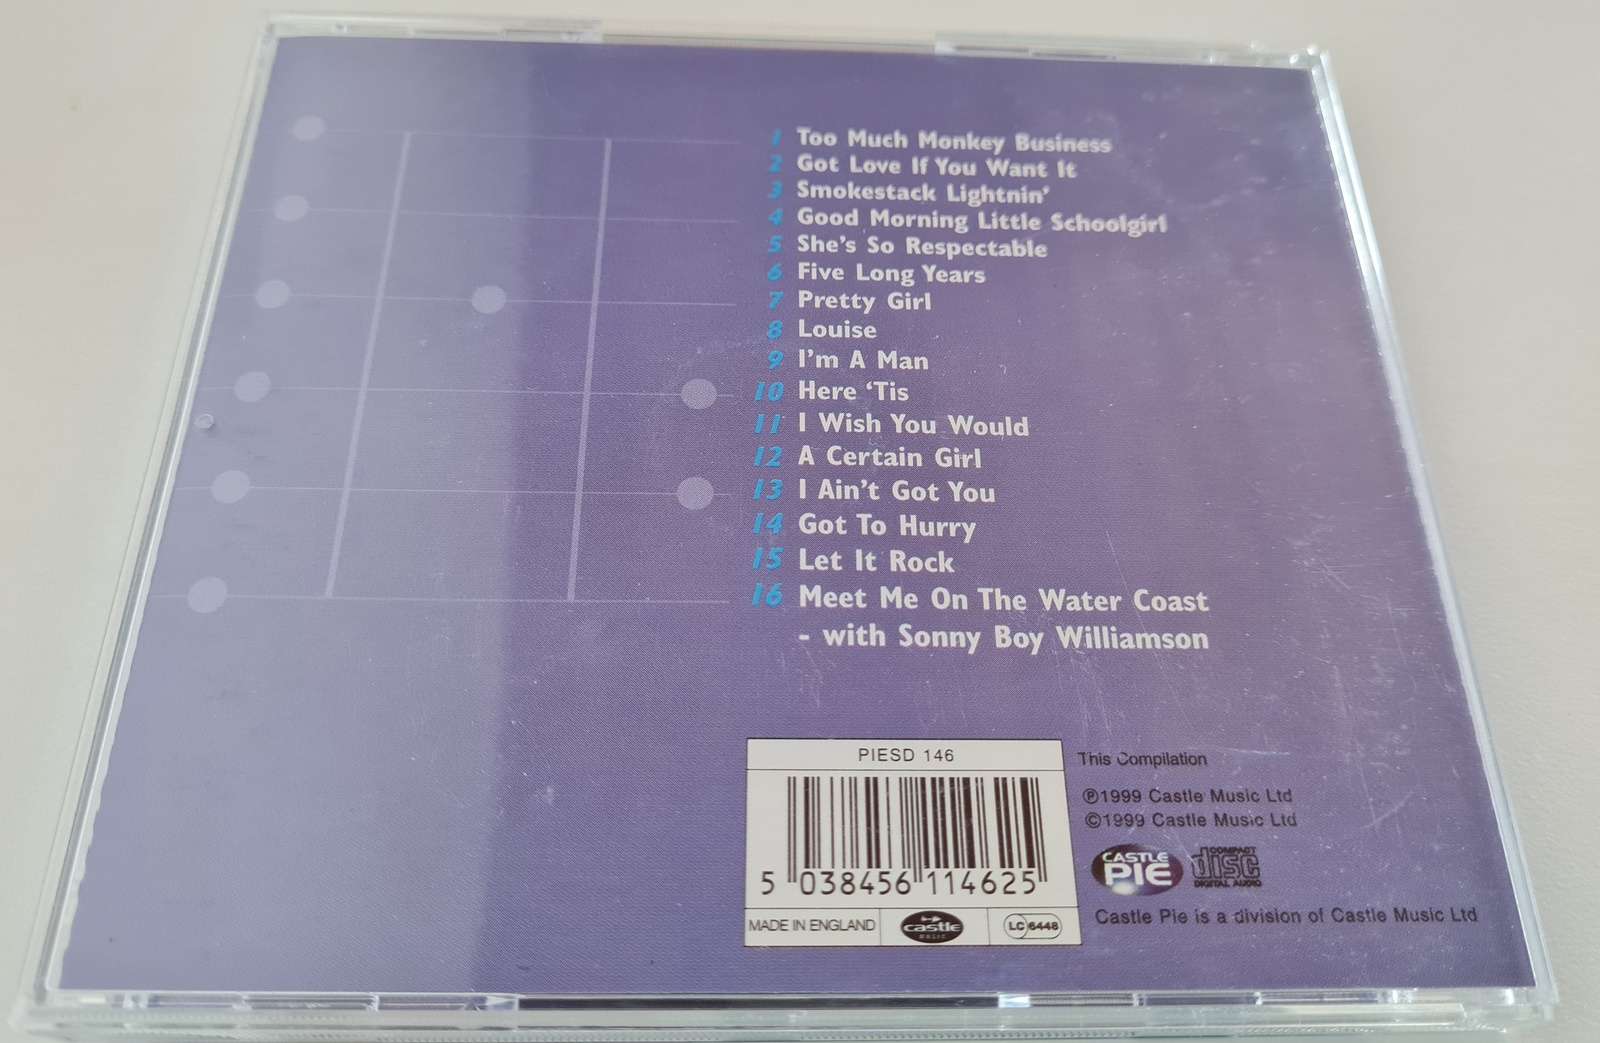 1 Too Much Monkey Business
2 Got Love If You Want It
3 Smokestack Lightnin'
4 Good Morning Little Schoolgirl
5 She's So Respectable
6 Five Long Years
7 Pretty Girl
8 Louise
9 I'm A Man
10 Here 'Tis
11 I Wish You Would
12 A Certain Girl
13 I Ain't Got You
14 Got To Hurry
15 Let It Rock
16 Meet Me On The Water Coast
- with Sonny Boy Williamson
PIESD 146
5 038456 114625
MADE IN ENGLAND
castle
MUSIC
LC 6448
This Compilation
℗1999 Castle Music Ltd
©1999 Castle Music Ltd
CASTLE
PIE
COMPACT
disc
DIGITAL AUDIO
Castle Pie is a division of Castle Music Ltd